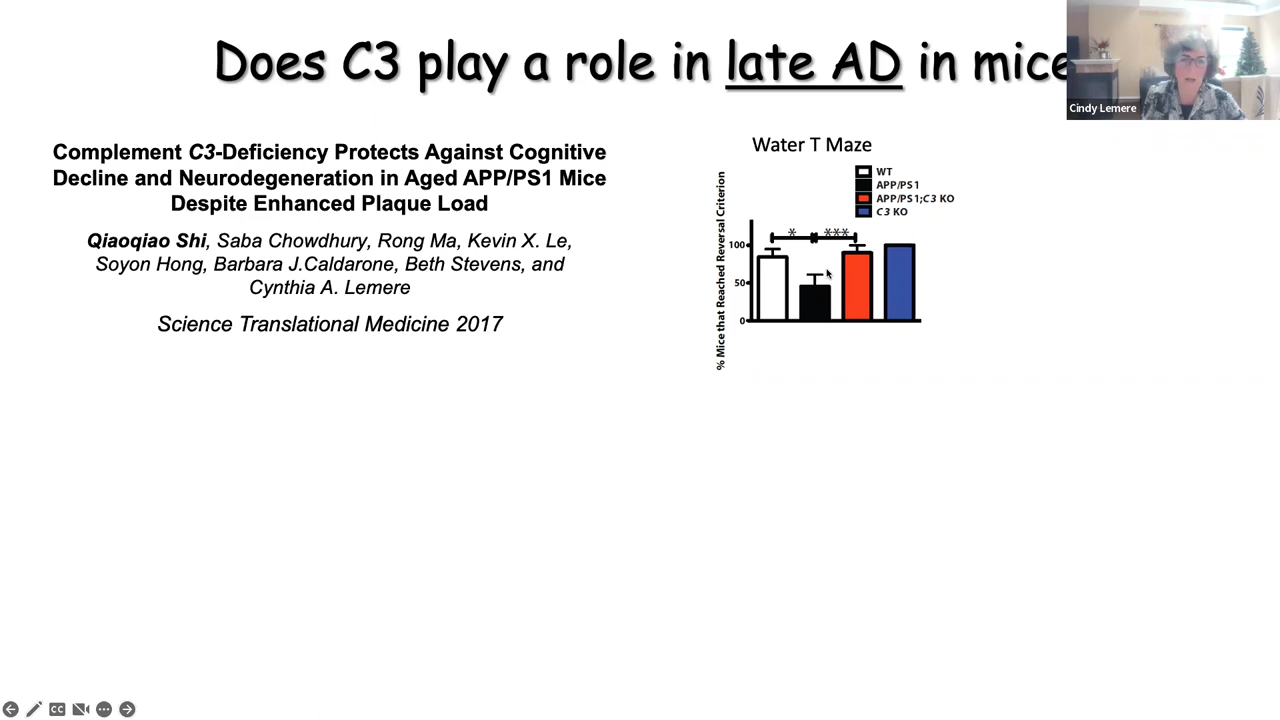 Does C3 play a role in late AD in mice
Cindy Lemere
Complement C3-Deficiency Protects Against Cognitive
Decline and Neurodegeneration in Aged APP/PS1 Mice
Despite Enhanced Plaque Load
Qiaoqiao Shi, Saba Chowdhury, Rong Ma, Kevin X. Le,
Soyon Hong, Barbara J.Caldarone, Beth Stevens, and
Cynthia A. Lemere
Science Translational Medicine 2017
Water T Maze
WT
APP/PS1
APP/PS1;C3 KO
C3 KO
% Mice that Reached Reversal Criterion
* ***
100
50
0
CC